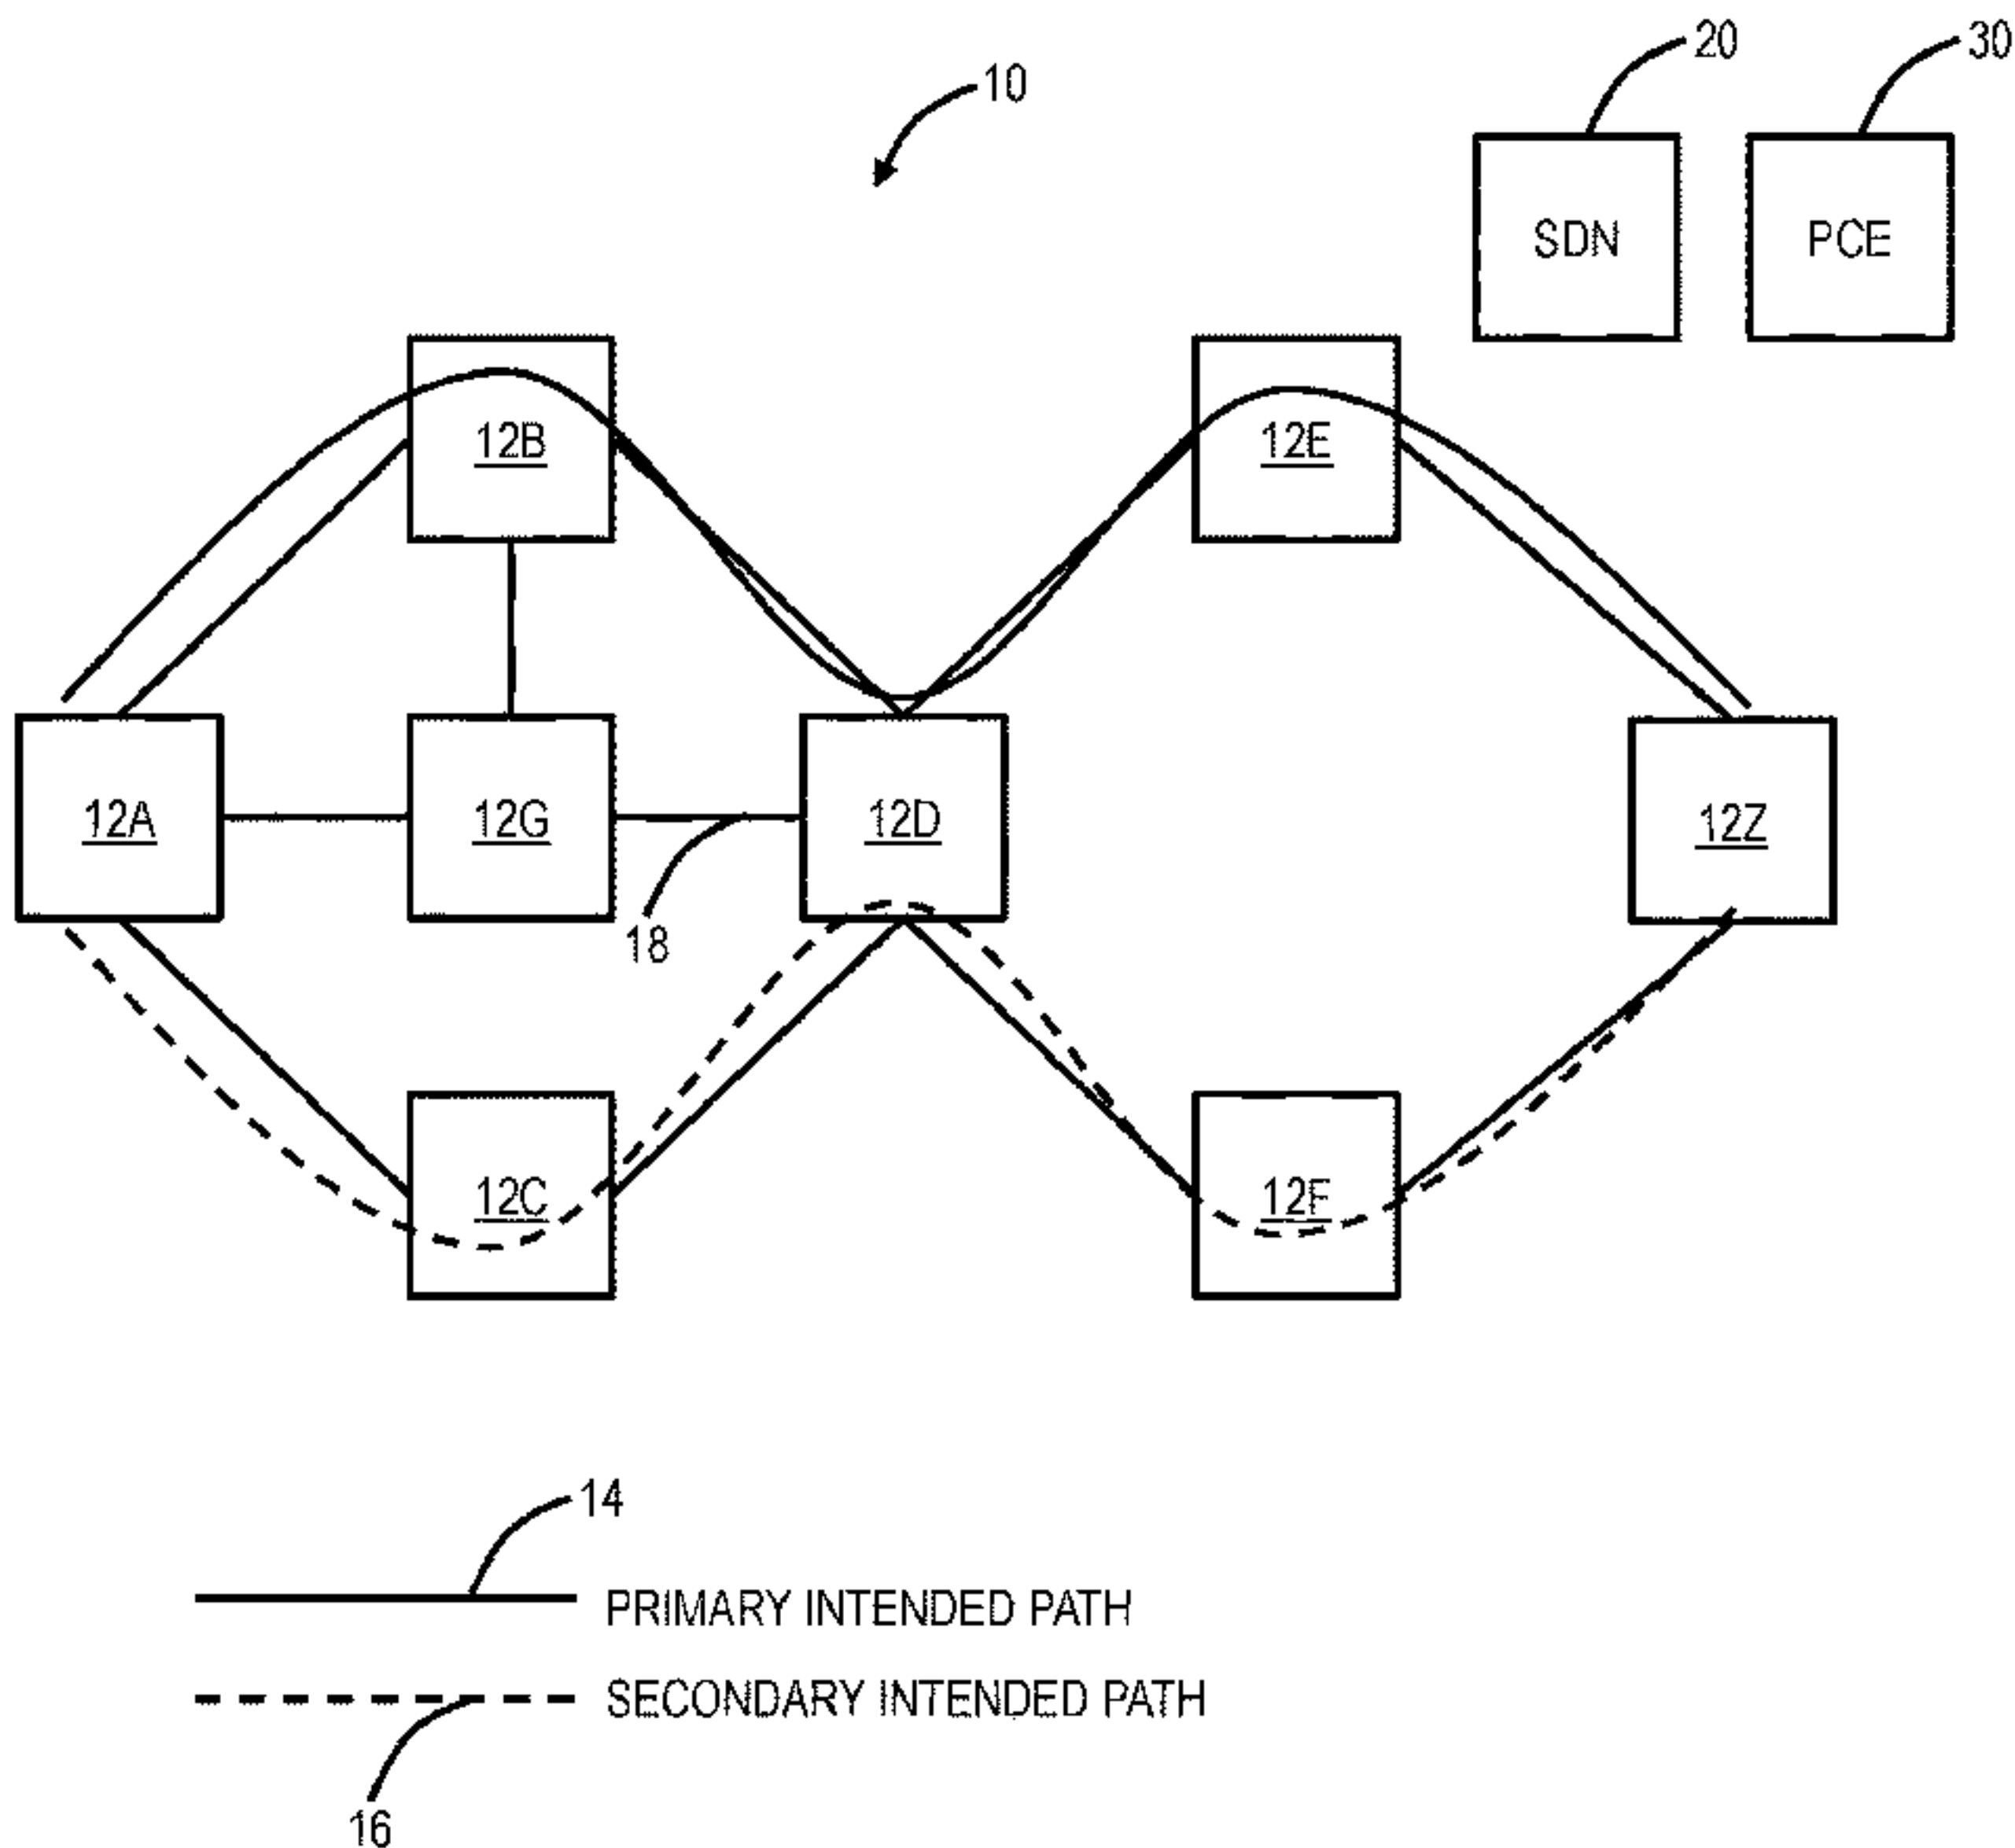 20
30
10
SDN
PCE
12B
12E
12A
12G
12D
12Z
18
12C
12F
14
PRIMARY INTENDED PATH
SECONDARY INTENDED PATH
16